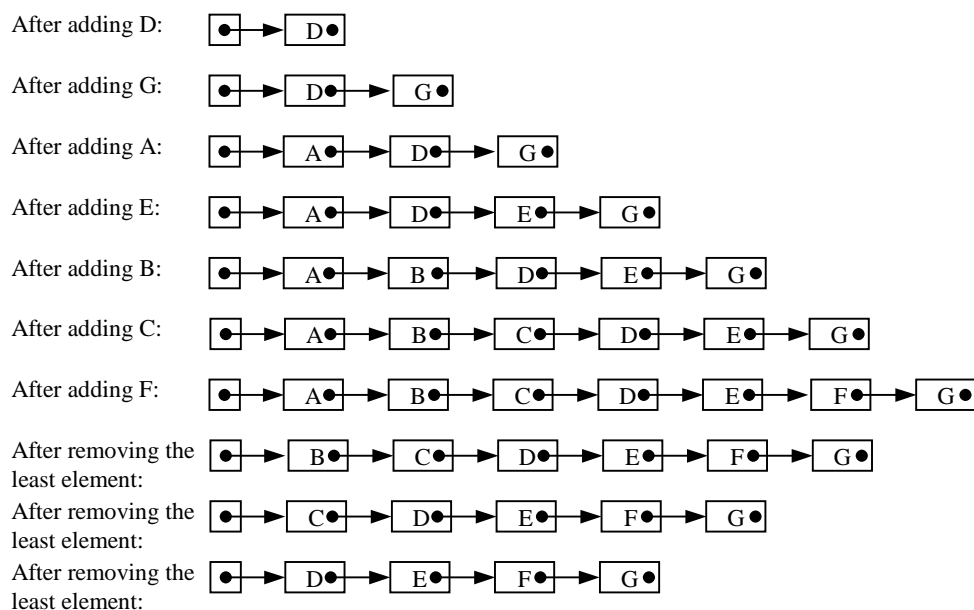 After adding D: D
After adding G: D G
After adding A: A D G
After adding E: A D E G
After adding B: A B D E G
After adding C: A B C D E G
After adding F: A B C D E F G
After removing the B C D E F G
least element:
After removing the C D E F G
least element:
After removing the D E F G
least element: